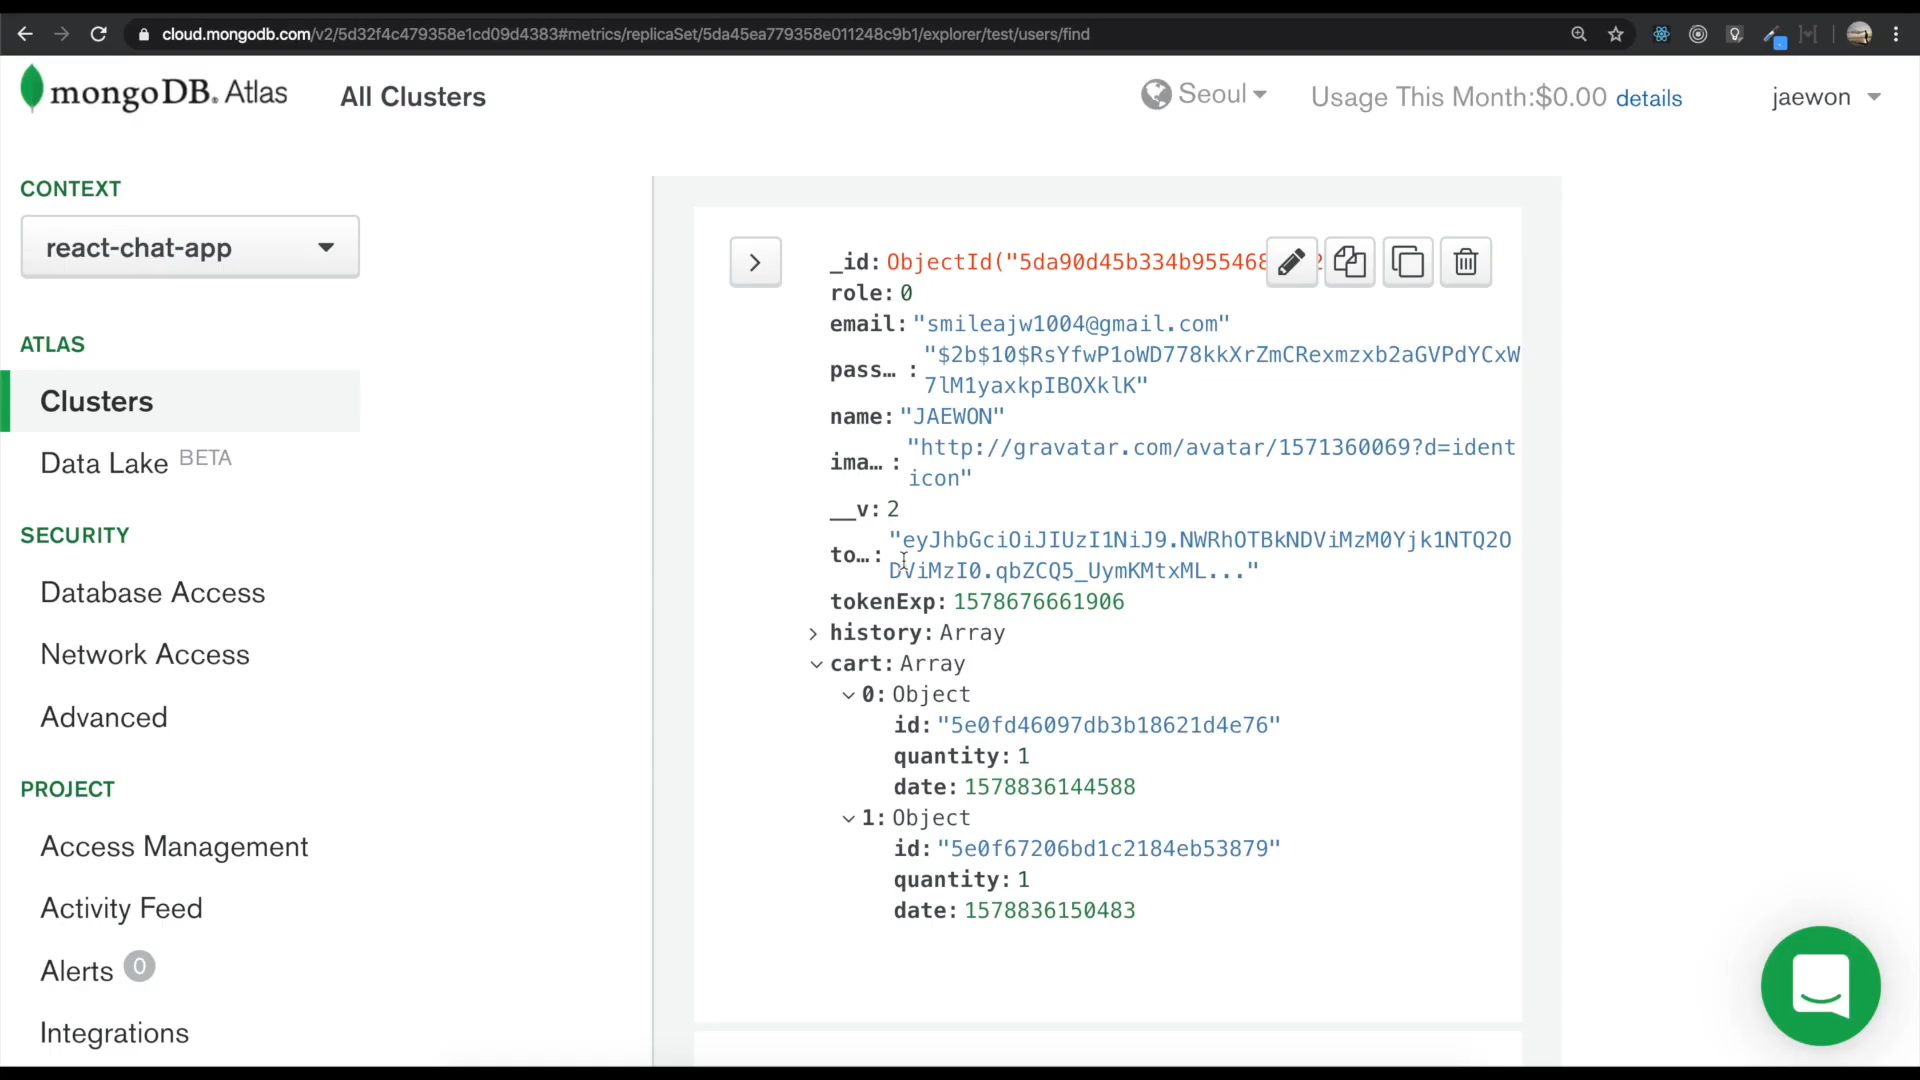 cloud.mongodb.com/v2/5d32f4c479358e1cd09d4383#metrics/replicaSet/5da45ea779358e011248c9b1/explorer/test/users/find
mongoDB. Atlas
All Clusters
Seoul
Usage This Month:$0.00 details
jaewon
CONTEXT
react-chat-app
ATLAS
Clusters
Data Lake BETA
SECURITY
Database Access
Network Access
Advanced
PROJECT
Access Management
Activity Feed
Alerts 0
Integrations
_id: ObjectId("5da90d45b334b955468
role: 0
email: "smileajw1004@gmail.com"
pass… : "$2b$10$RsYfwP1oWD778kkXrZmCRexmzxb2aGVPdYCxW
7lM1yaxkpIBOXklK"
name: "JAEWON"
ima… : "http://gravatar.com/avatar/1571360069?d=ident
icon"
__v: 2
to…: "eyJhbGciOiJIUzI1NiJ9.NWRhOTBkNDViMzM0Yjk1NTQ2O
DViMzI0.qbZCQ5_UymKMtxML..."
tokenExp: 1578676661906
history: Array
cart: Array
0: Object
id: "5e0fd46097db3b18621d4e76"
quantity: 1
date: 1578836144588
1: Object
id: "5e0f67206bd1c2184eb53879"
quantity: 1
date: 1578836150483